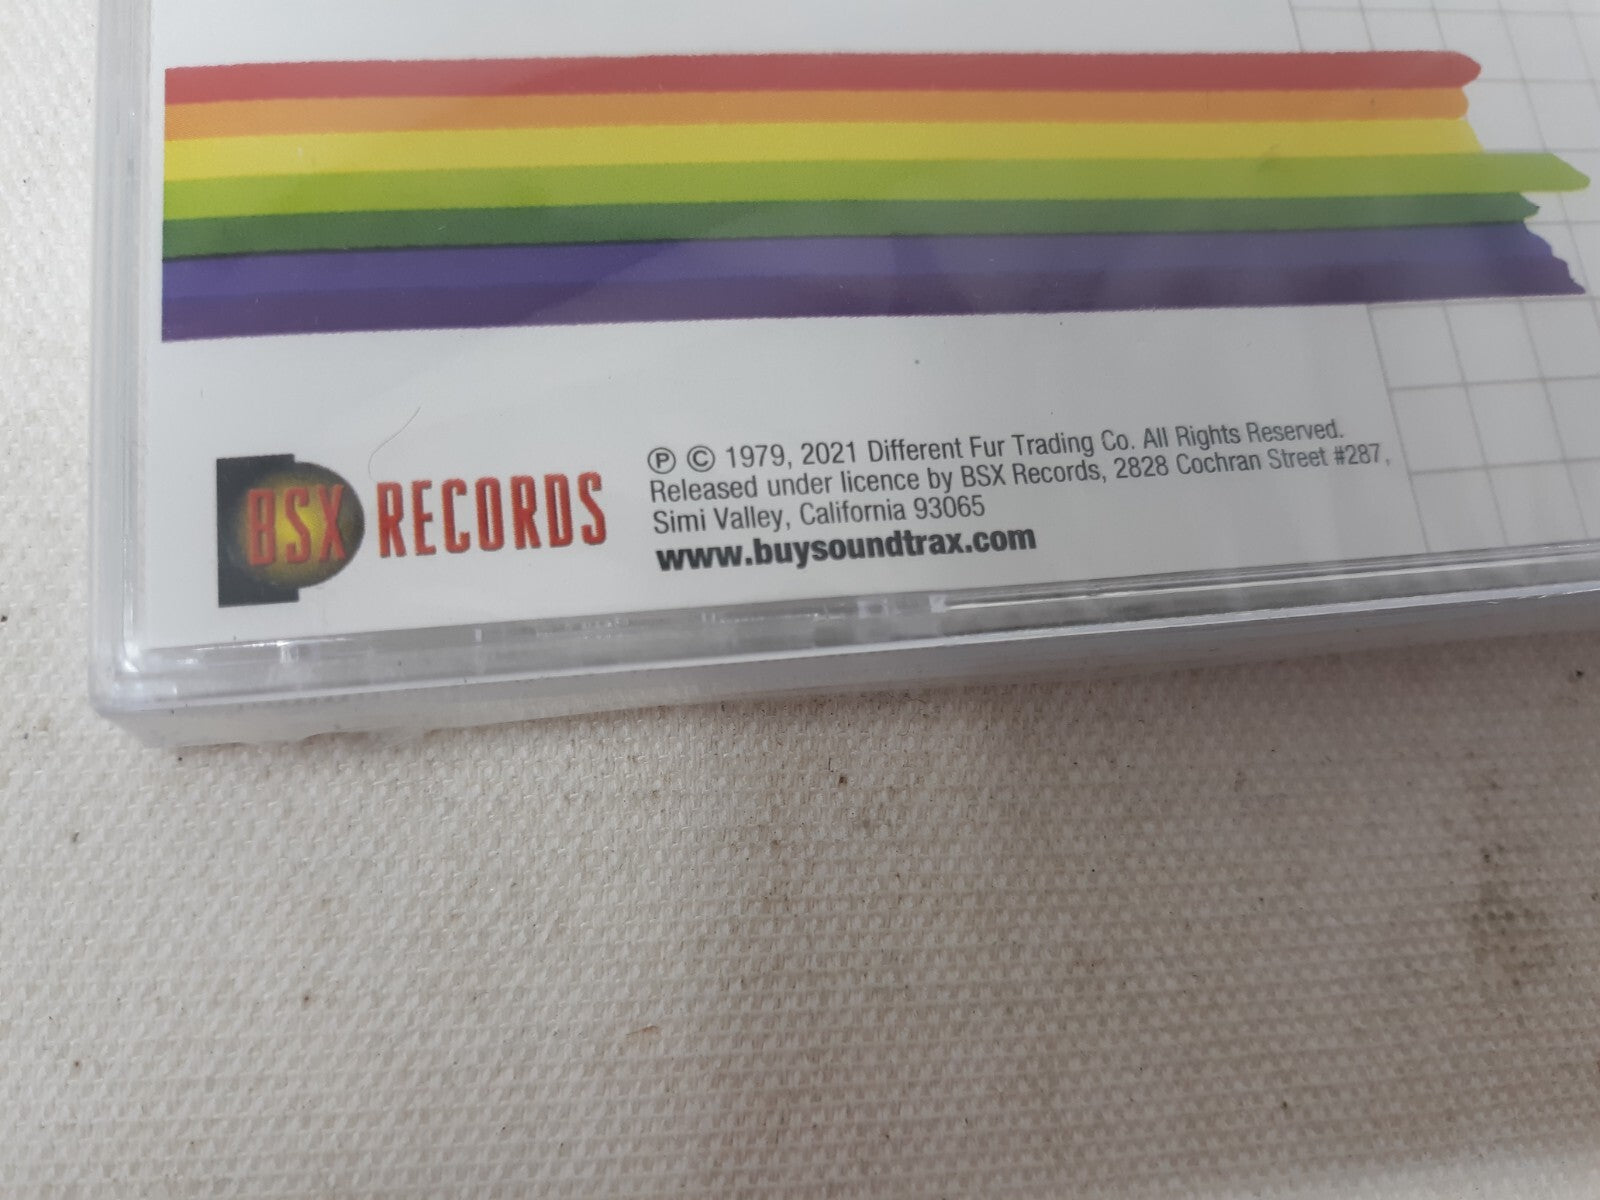 BSX RECORDS
Ⓟ © 1979, 2021 Different Fur Trading Co. All Rights Reserved.
Released under licence by BSX Records, 2828 Cochran Street #287,
Simi Valley, California 93065
www.buysoundtrax.com